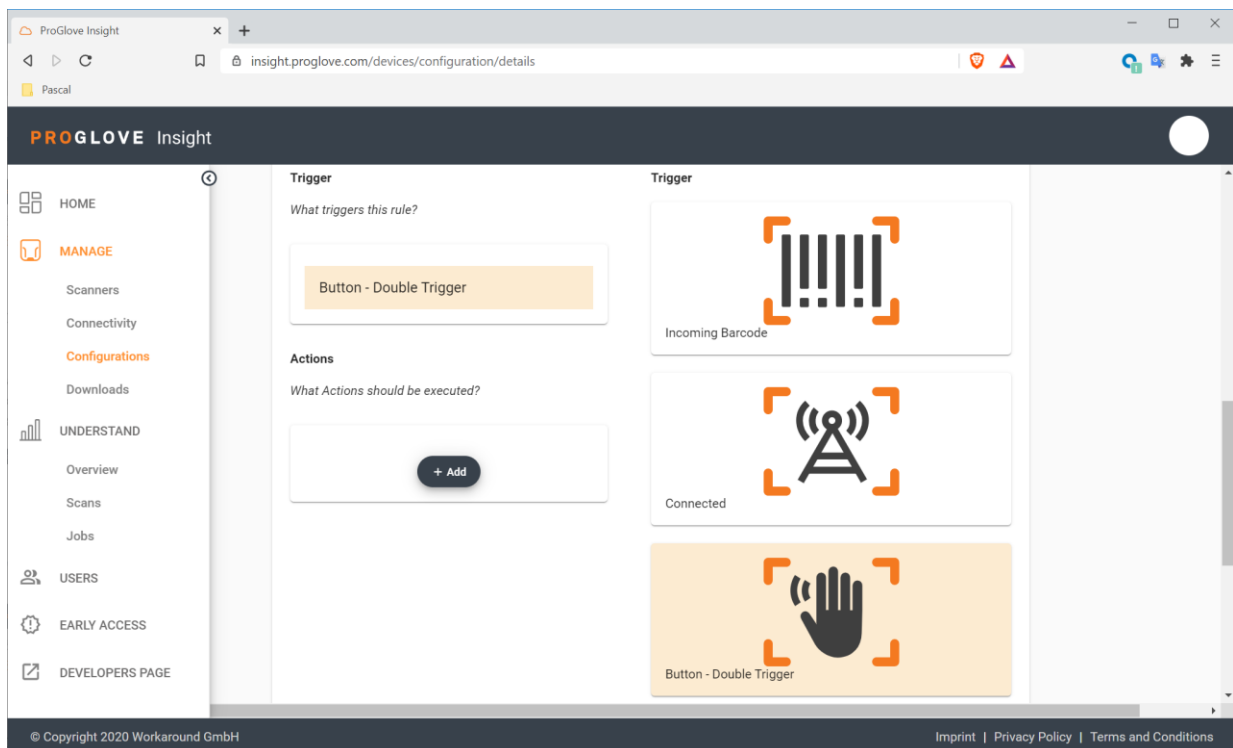 ProGlove Insight
insight.proglove.com/devices/configuration/details
Pascal
PROGLOVE Insight
HOME
MANAGE
Scanners
Connectivity
Configurations
Downloads
UNDERSTAND
Overview
Scans
Jobs
USERS
EARLY ACCESS
DEVELOPERS PAGE
Trigger
What triggers this rule?
Button - Double Trigger
Actions
What Actions should be executed?
+ Add
Trigger
Incoming Barcode
Connected
Button - Double Trigger
© Copyright 2020 Workaround GmbH
Imprint | Privacy Policy | Terms and Conditions